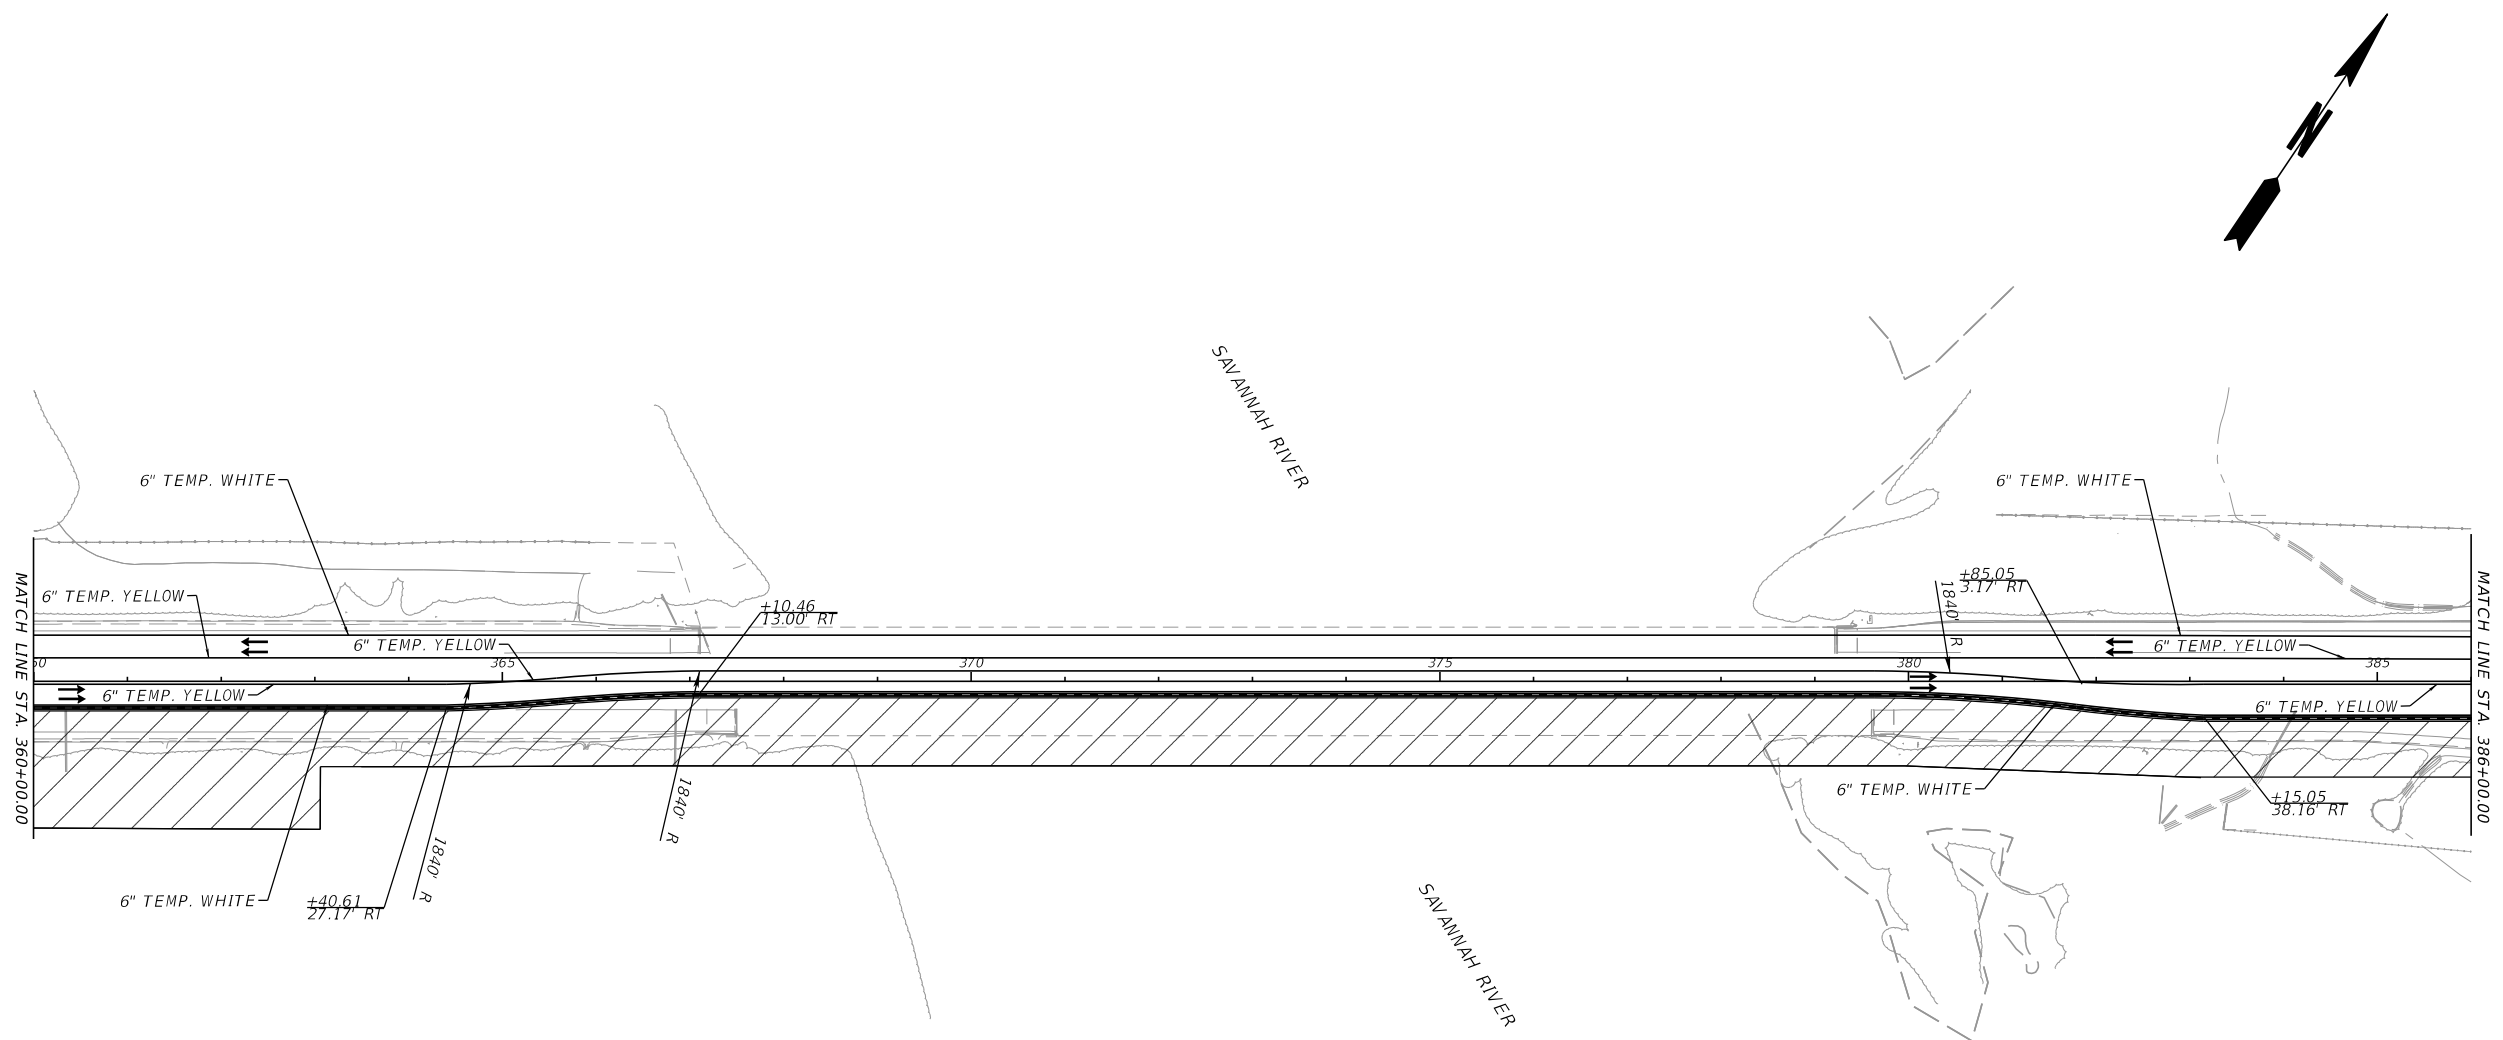 N
SAVANNAH RIVER
6" TEMP. WHITE
6" TEMP. WHITE
MATCH LINE STA. 360+00.00
6" TEMP. YELLOW
+10.46
13.00' RT
1840' R
+85.05
3.17' RT
MATCH LINE STA. 386+00.00
6" TEMP. YELLOW
6" TEMP. YELLOW
365
370
375
380
385
6" TEMP. YELLOW
6" TEMP. YELLOW
1840' R
6" TEMP. WHITE
+15.05
38.16' RT
1840' R
6" TEMP. WHITE
+40.61
27.17' RT
SAVANNAH RIVER